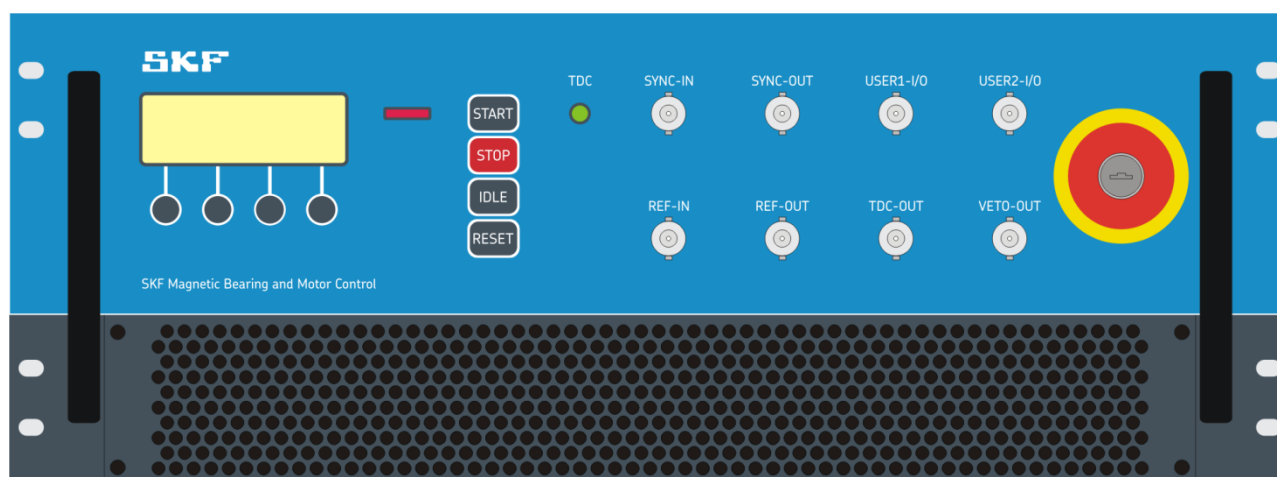 SKF
START
STOP
IDLE
RESET
TDC
SYNC-IN
SYNC-OUT
USER1-I/O
USER2-I/O
REF-IN
REF-OUT
TDC-OUT
VETO-OUT
SKF Magnetic Bearing and Motor Control